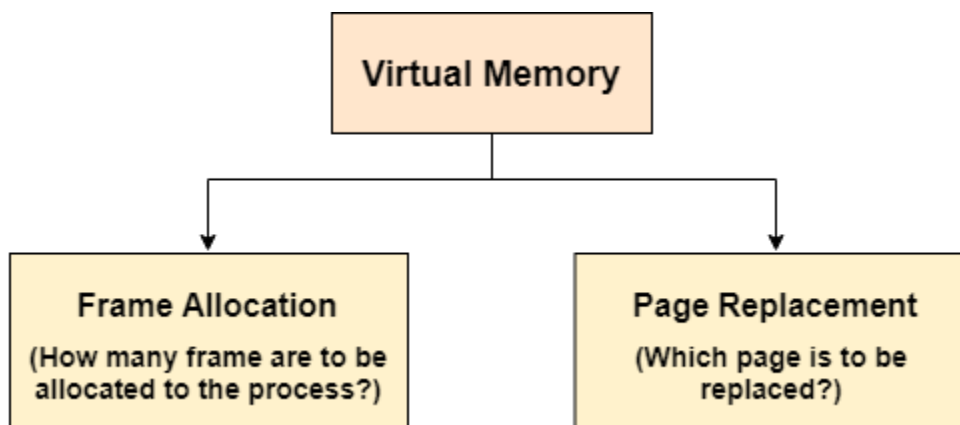 Virtual Memory
Frame Allocation
(How many frame are to be
allocated to the process?)
Page Replacement
(Which page is to be
replaced?)